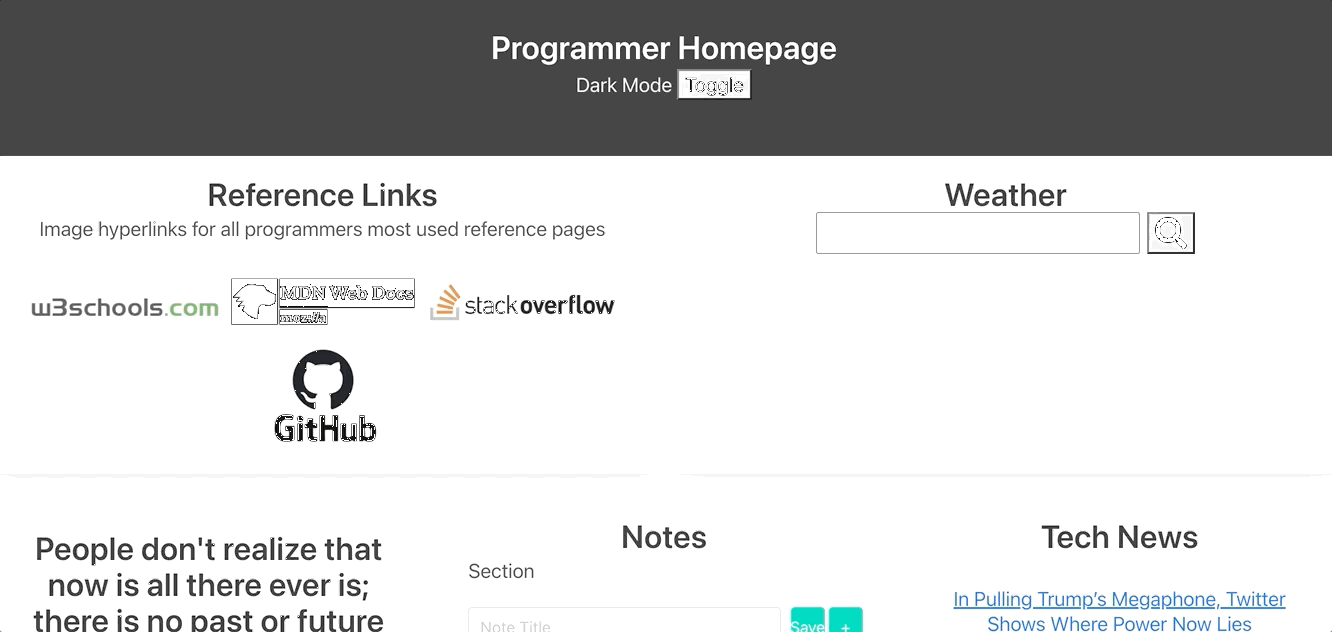 Programmer Homepage
Dark Mode Toggle
Reference Links
Image hyperlinks for all programmers most used reference pages
w3schools.com
MDN Web Docs
moz://a
stackoverflow
GitHub
Weather
People don't realize that
now is all there ever is;
there is no past or future
Notes
Section
Note Title
Save +
Tech News
In Pulling Trump’s Megaphone, Twitter
Shows Where Power Now Lies